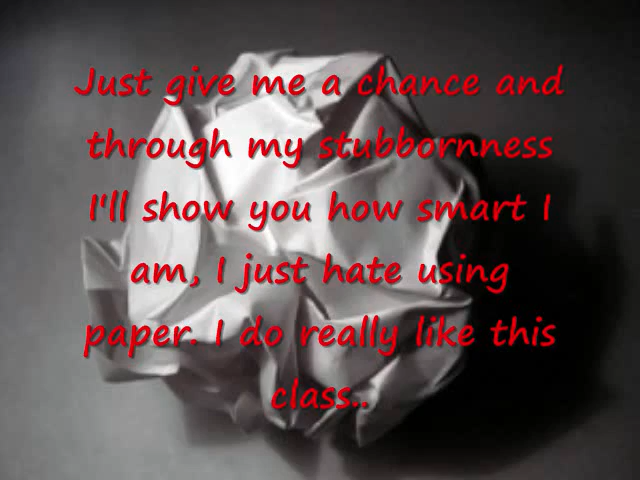 Just give me a chance and
through my stubbornness
I'll show you how smart I
am, I just hate using
paper. I do really like this
class..